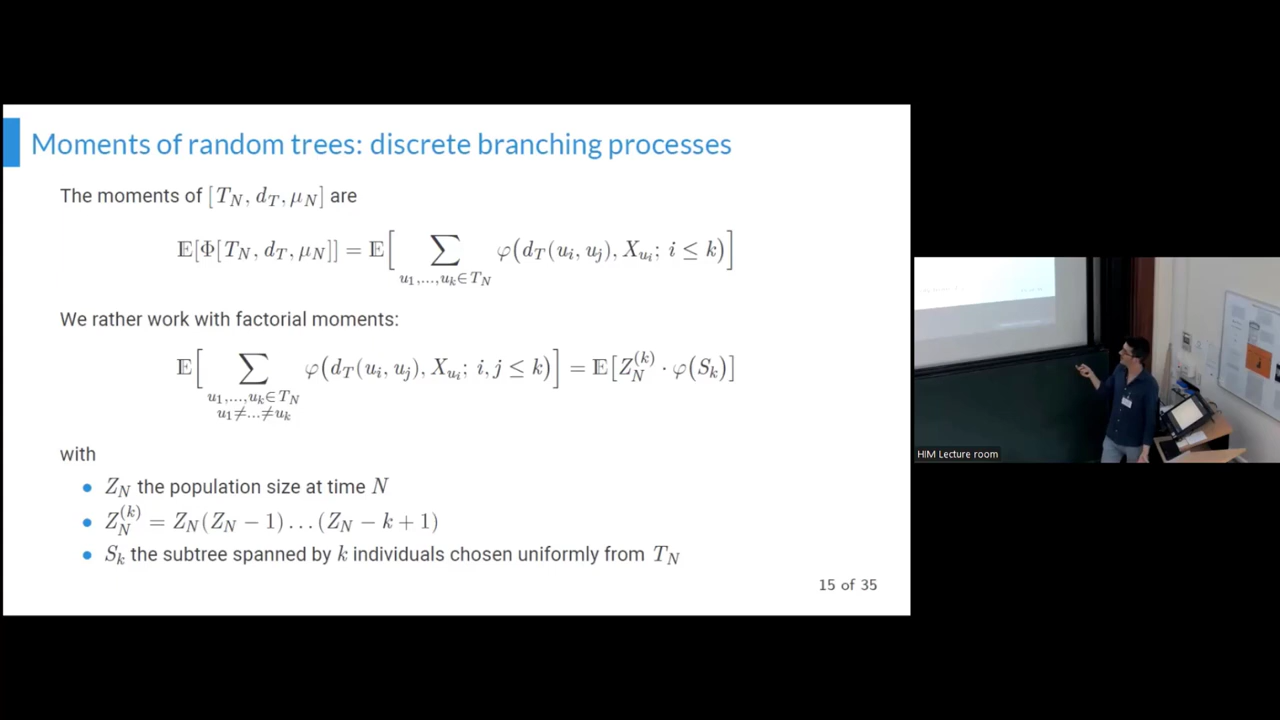 Moments of random trees: discrete branching processes
The moments of [T_N, d_T, μ_N] are
𝔼[Φ[T_N, d_T, μ_N]] = 𝔼[ ∑_{u_1,...,u_k∈T_N} φ(d_T(u_i, u_j), X_{u_i}; i ≤ k) ]
We rather work with factorial moments:
𝔼[ ∑_{u_1,...,u_k∈T_N, u_1≠...≠u_k} φ(d_T(u_i, u_j), X_{u_i}; i, j ≤ k) ] = 𝔼[Z_N^{(k)} · φ(S_k)]
with
• Z_N the population size at time N
• Z_N^{(k)} = Z_N(Z_N − 1)...(Z_N − k + 1)
• S_k the subtree spanned by k individuals chosen uniformly from T_N
15 of 35
HIM Lecture room